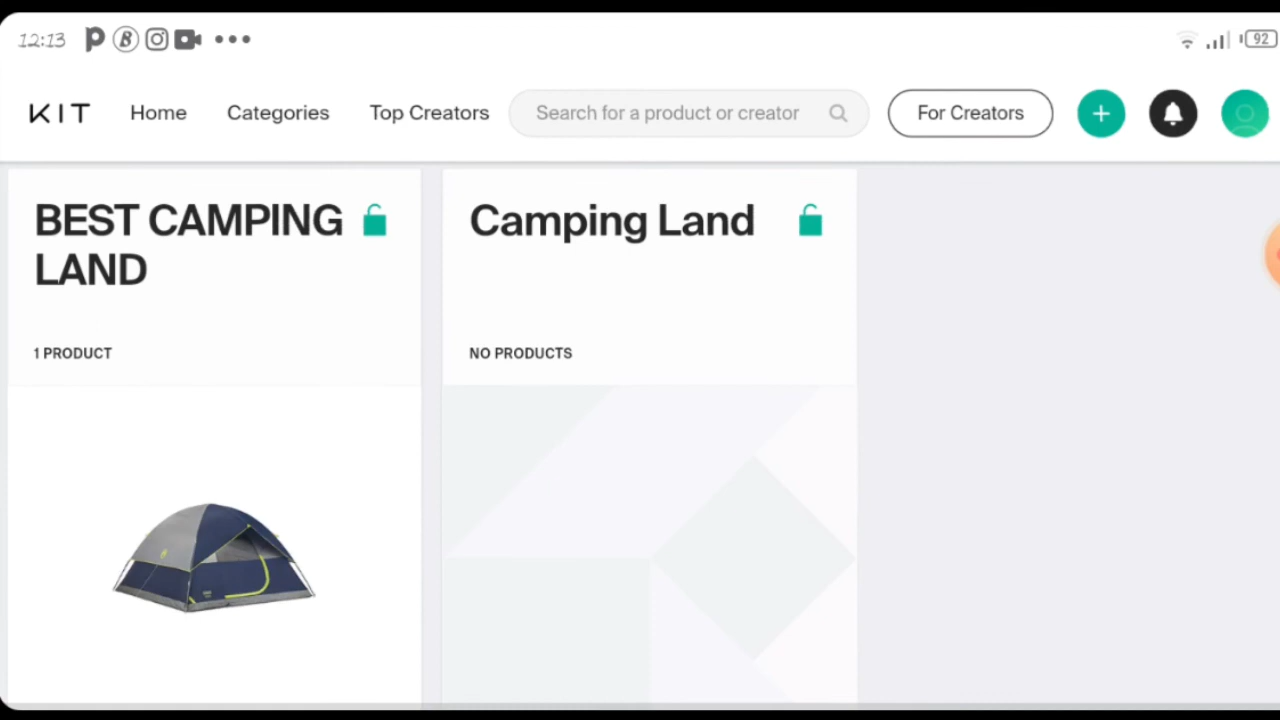 12:13
92
KIT Home Categories Top Creators Search for a product or creator For Creators
BEST CAMPING
LAND
1 PRODUCT
Camping Land
NO PRODUCTS